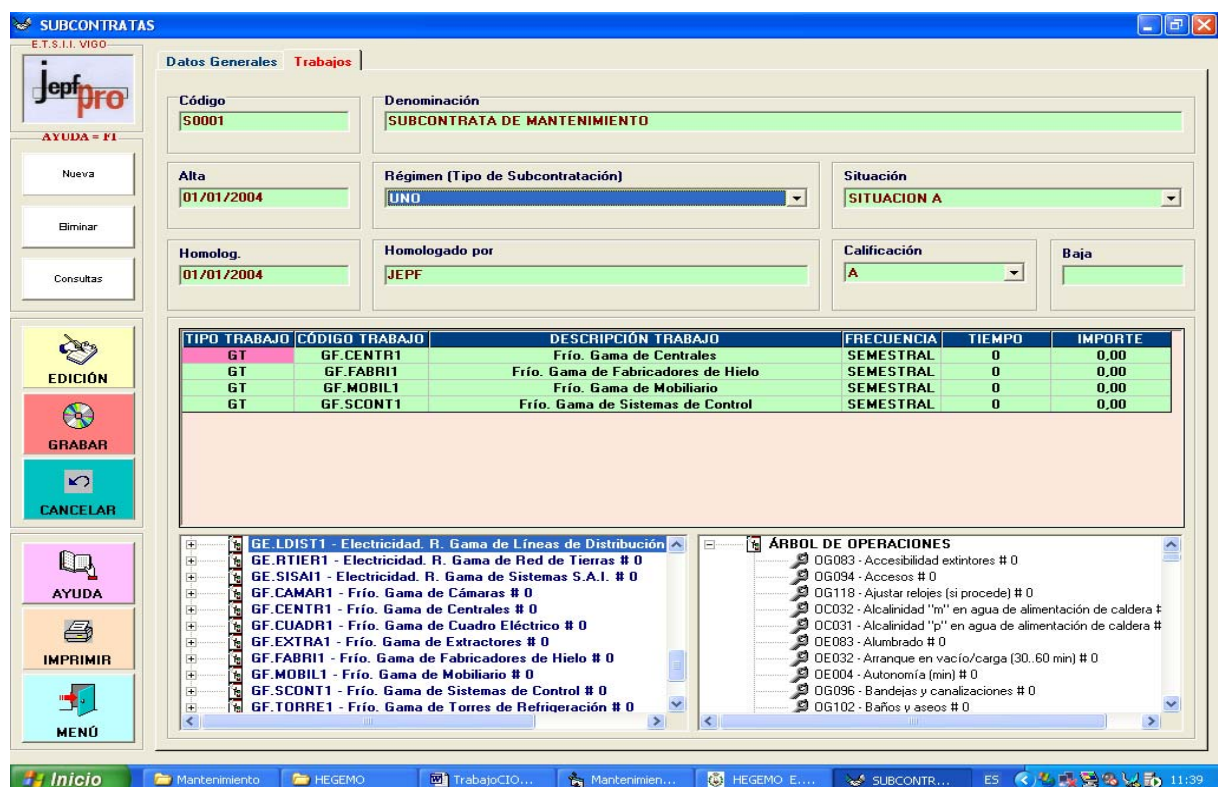 SUBCONTRATAS
E.T.S.I.I. VIGO
jepf pro
AYUDA = F1
Nueva
Eliminar
Consultas
EDICIÓN
GRABAR
CANCELAR
AYUDA
IMPRIMIR
MENÚ
Datos Generales Trabajos
Código Denominación
S0001 SUBCONTRATA DE MANTENIMIENTO
Alta Régimen (Tipo de Subcontratación) Situación
01/01/2004 UNO SITUACION A
Homolog. Homologado por Calificación Baja
01/01/2004 JEPF A
TIPO TRABAJO CÓDIGO TRABAJO DESCRIPCIÓN TRABAJO FRECUENCIA TIEMPO IMPORTE
GT GF.CENTR1 Frío. Gama de Centrales SEMESTRAL 0 0,00
GT GF.FABRI1 Frío. Gama de Fabricadores de Hielo SEMESTRAL 0 0,00
GT GF.MOBIL1 Frío. Gama de Mobiliario SEMESTRAL 0 0,00
GT GF.SCONT1 Frío. Gama de Sistemas de Control SEMESTRAL 0 0,00
GE.LDIST1 - Electricidad. R. Gama de Líneas de Distribución
GE.RTIER1 - Electricidad. R. Gama de Red de Tierras # 0
GE.SISAI1 - Electricidad. R. Gama de Sistemas S.A.I. # 0
GF.CAMAR1 - Frío. Gama de Cámaras # 0
GF.CENTR1 - Frío. Gama de Centrales # 0
GF.CUADR1 - Frío. Gama de Cuadro Eléctrico # 0
GF.EXTRA1 - Frío. Gama de Extractores # 0
GF.FABRI1 - Frío. Gama de Fabricadores de Hielo # 0
GF.MOBIL1 - Frío. Gama de Mobiliario # 0
GF.SCONT1 - Frío. Gama de Sistemas de Control # 0
GF.TORRE1 - Frío. Gama de Torres de Refrigeración # 0
ÁRBOL DE OPERACIONES
OG083 - Accesibilidad extintores # 0
OG094 - Accesos # 0
OG118 - Ajustar relojes (si procede) # 0
OC032 - Alcalinidad "m" en agua de alimentación de caldera #
OC031 - Alcalinidad "p" en agua de alimentación de caldera #
OE083 - Alumbrado # 0
OE032 - Arranque en vacío/carga (30..60 min) # 0
OE004 - Autonomía (min) # 0
OG096 - Bandejas y canalizaciones # 0
OG102 - Baños y aseos # 0
Inicio Mantenimiento HEGEMO TrabajoCIO... Mantenimien... HEGEMO E.... SUBCONTR... ES 11:39